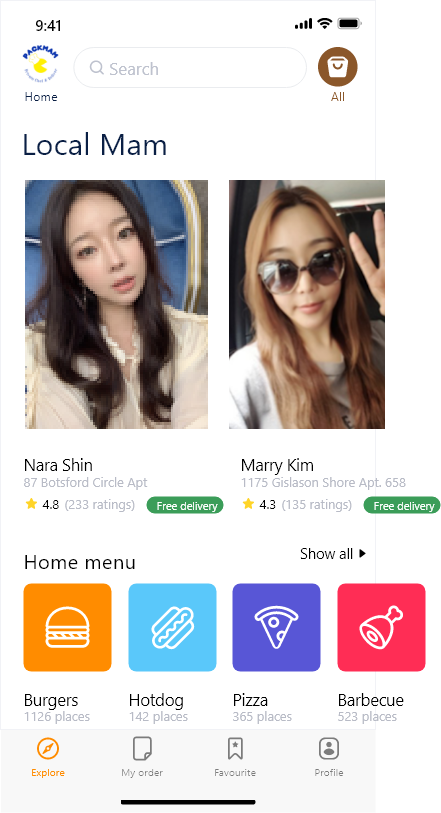 9:41
PACKMAM
Search
Home
All
Local Mam
Nara Shin
87 Botsford Circle Apt
4.8 (233 ratings) Free delivery
Marry Kim
1175 Gislason Shore Apt. 658
4.3 (135 ratings) Free delivery
Home menu
Show all
Burgers
1126 places
Hotdog
142 places
Pizza
365 places
Barbecue
523 places
Explore
My order
Favourite
Profile